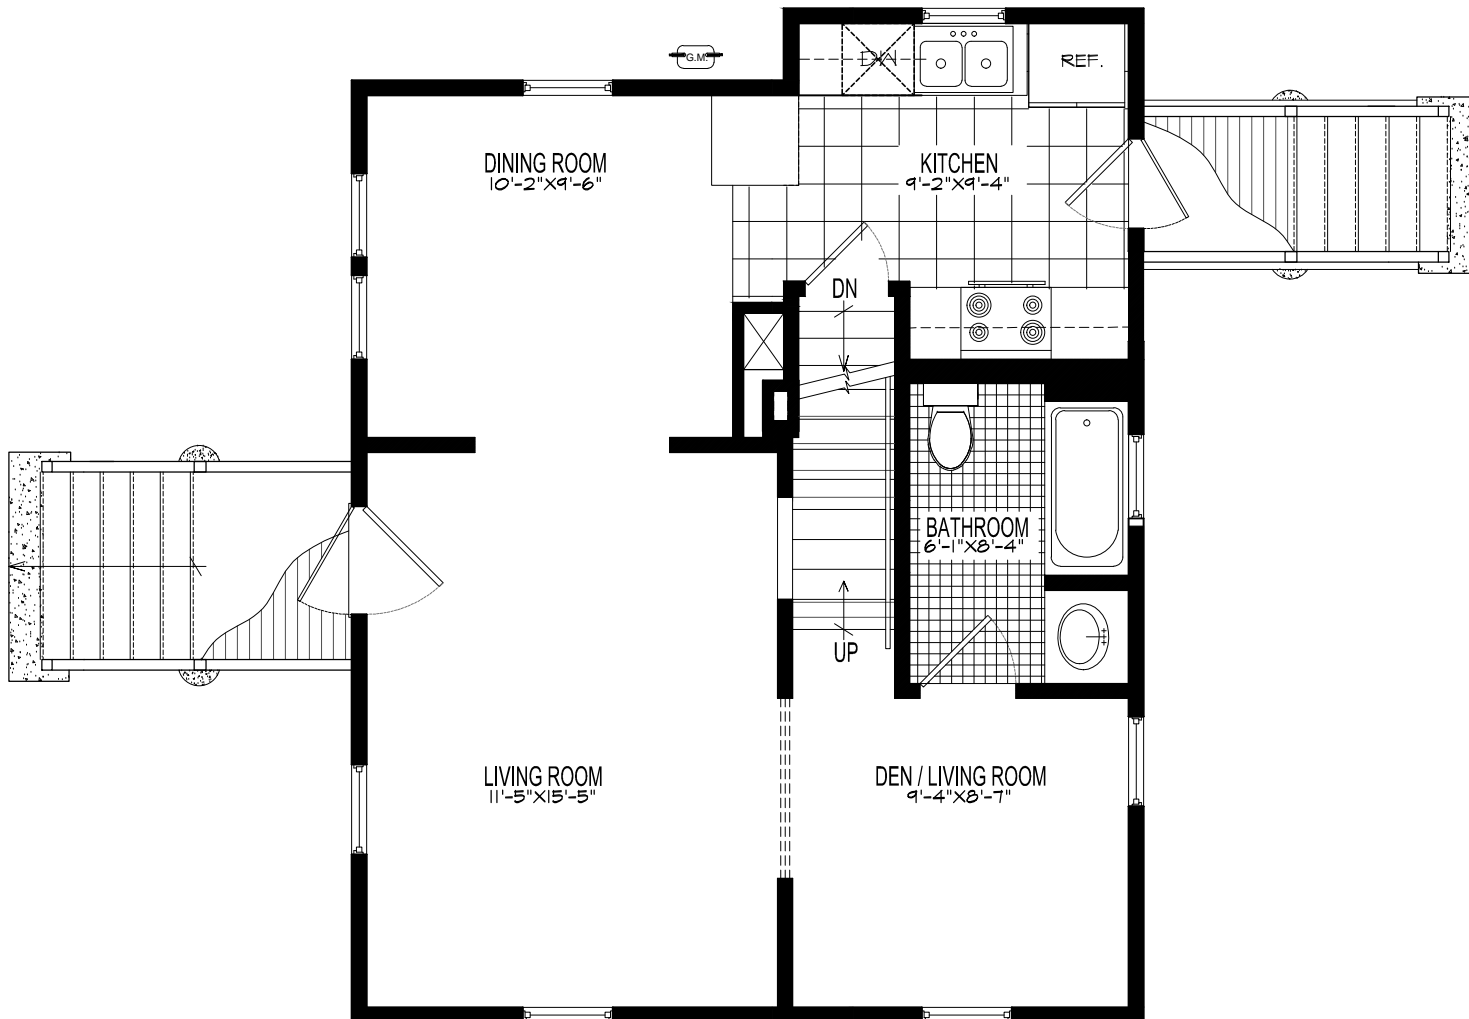 G.M.
DW
REF.
DINING ROOM
10'-2"X9'-6"
KITCHEN
9'-2"X9'-4"
DN
BATHROOM
6'-1"X8'-4"
UP
LIVING ROOM
11'-5"X15'-5"
DEN / LIVING ROOM
9'-4"X8'-7"